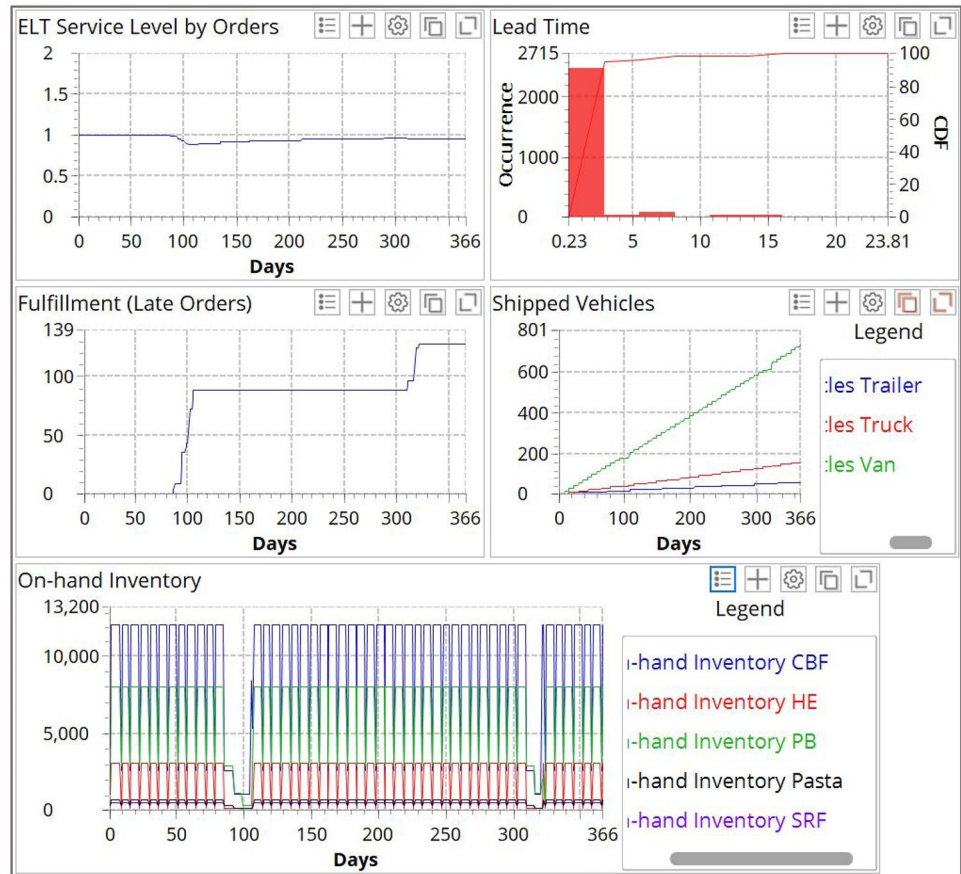 ELT Service Level by Orders
2
1.5
1
0.5
0
0 50 100 150 200 250 300 366
Days
Lead Time
2715
2000
1000
0
Occurrence
100
80
60
40
20
0
CDF
0.23 5 10 15 20 23.81
Fulfillment (Late Orders)
139
100
50
0
0 50 100 150 200 250 300 366
Days
Shipped Vehicles
801
600
400
200
0
0 100 200 300 366
Days
Legend
:les Trailer
:les Truck
:les Van
On-hand Inventory
13,200
10,000
5,000
0
0 50 100 150 200 250 300 366
Days
Legend
-hand Inventory CBF
-hand Inventory HE
-hand Inventory PB
-hand Inventory Pasta
-hand Inventory SRF